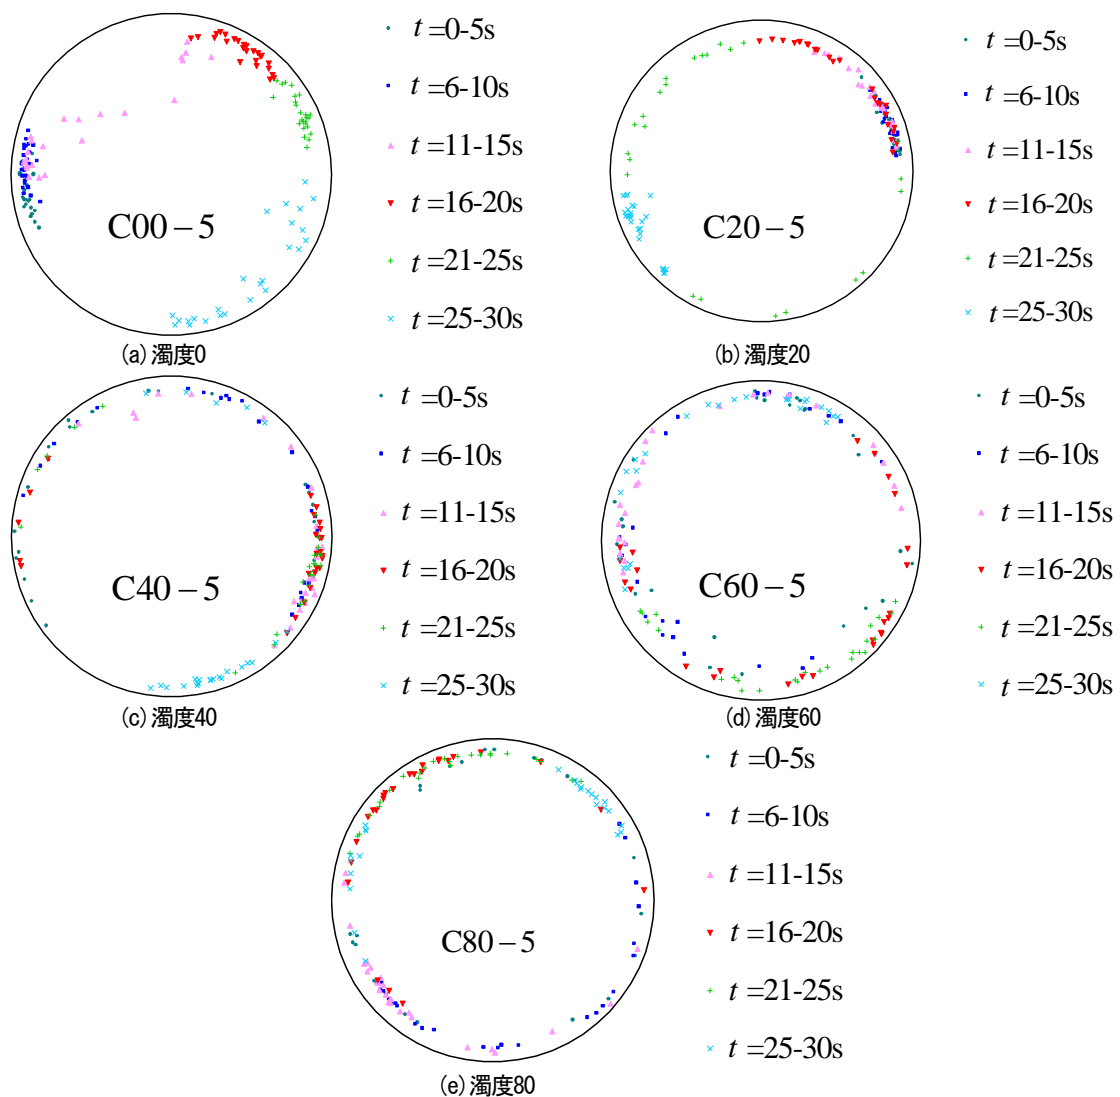 C00－5
t =0-5s
t =6-10s
t =11-15s
t =16-20s
t =21-25s
t =25-30s
(a)濁度0
C20－5
t =0-5s
t =6-10s
t =11-15s
t =16-20s
t =21-25s
t =25-30s
(b)濁度20
C40－5
t =0-5s
t =6-10s
t =11-15s
t =16-20s
t =21-25s
t =25-30s
(c)濁度40
C60－5
t =0-5s
t =6-10s
t =11-15s
t =16-20s
t =21-25s
t =25-30s
(d)濁度60
C80－5
t =0-5s
t =6-10s
t =11-15s
t =16-20s
t =21-25s
t =25-30s
(e)濁度80